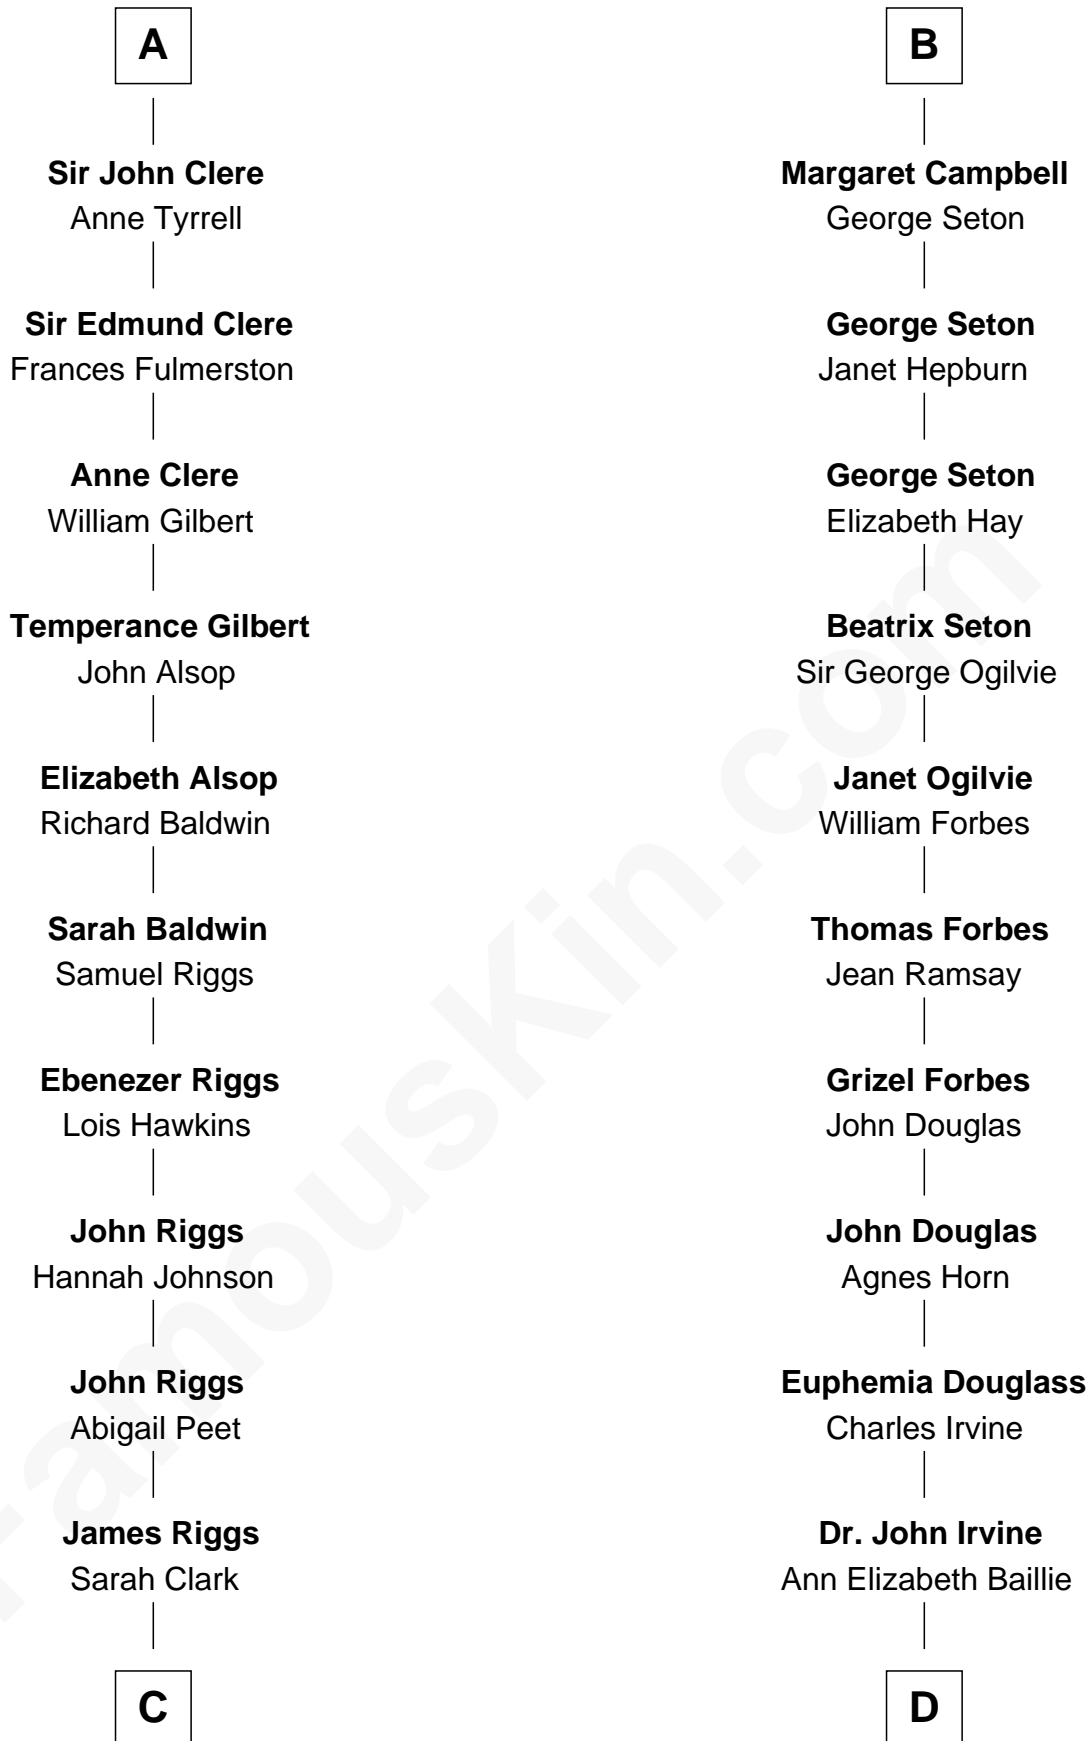 A
Sir John Clere
Anne Tyrrell
Sir Edmund Clere
Frances Fulmerston
Anne Clere
William Gilbert
Temperance Gilbert
John Alsop
Elizabeth Alsop
Richard Baldwin
Sarah Baldwin
Samuel Riggs
Ebenezer Riggs
Lois Hawkins
John Riggs
Hannah Johnson
John Riggs
Abigail Peet
James Riggs
Sarah Clark
C
B
Margaret Campbell
George Seton
George Seton
Janet Hepburn
George Seton
Elizabeth Hay
Beatrix Seton
Sir George Ogilvie
Janet Ogilvie
William Forbes
Thomas Forbes
Jean Ramsay
Grizel Forbes
John Douglas
John Douglas
Agnes Horn
Euphemia Douglass
Charles Irvine
Dr. John Irvine
Ann Elizabeth Baillie
D
FamousKin.com